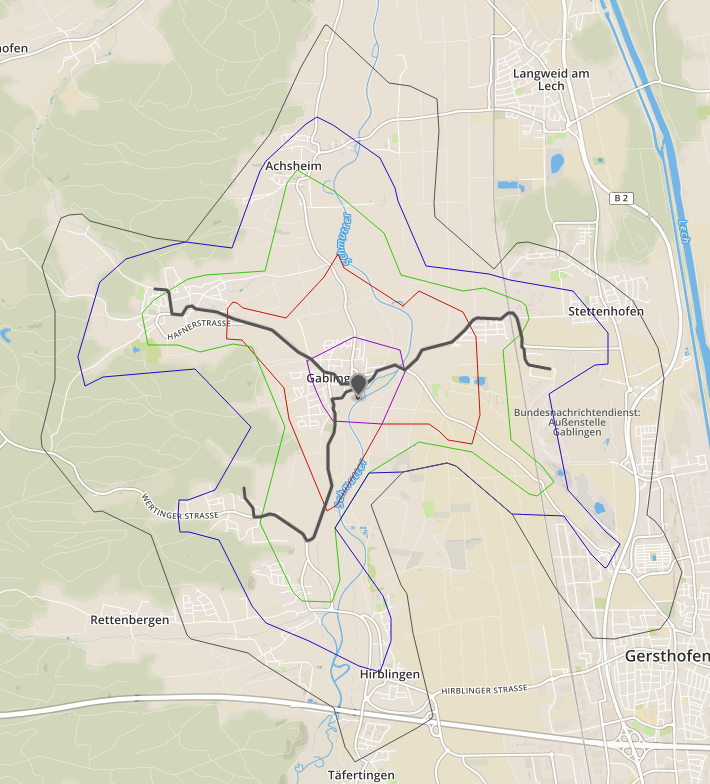 hofen
Langweid am
Lech
Achsheim
B 2
Schmutter
Lech
Stettenhofen
HAFNERSTRASSE
Gabling
Bundesnachrichtendienst:
Außenstelle
Gablingen
Schmutter
WERTINGER STRASSE
Rettenbergen
Gersthofen
Hirblingen
HIRBLINGER STRASSE
Täfertingen